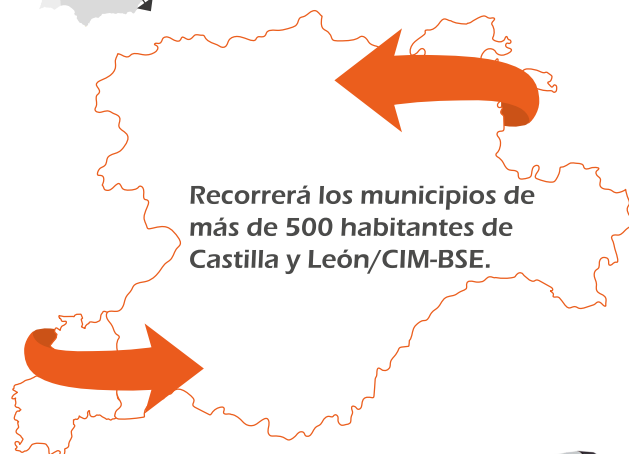 Recorrerá los municipios de
más de 500 habitantes de
Castilla y León/CIM-BSE.